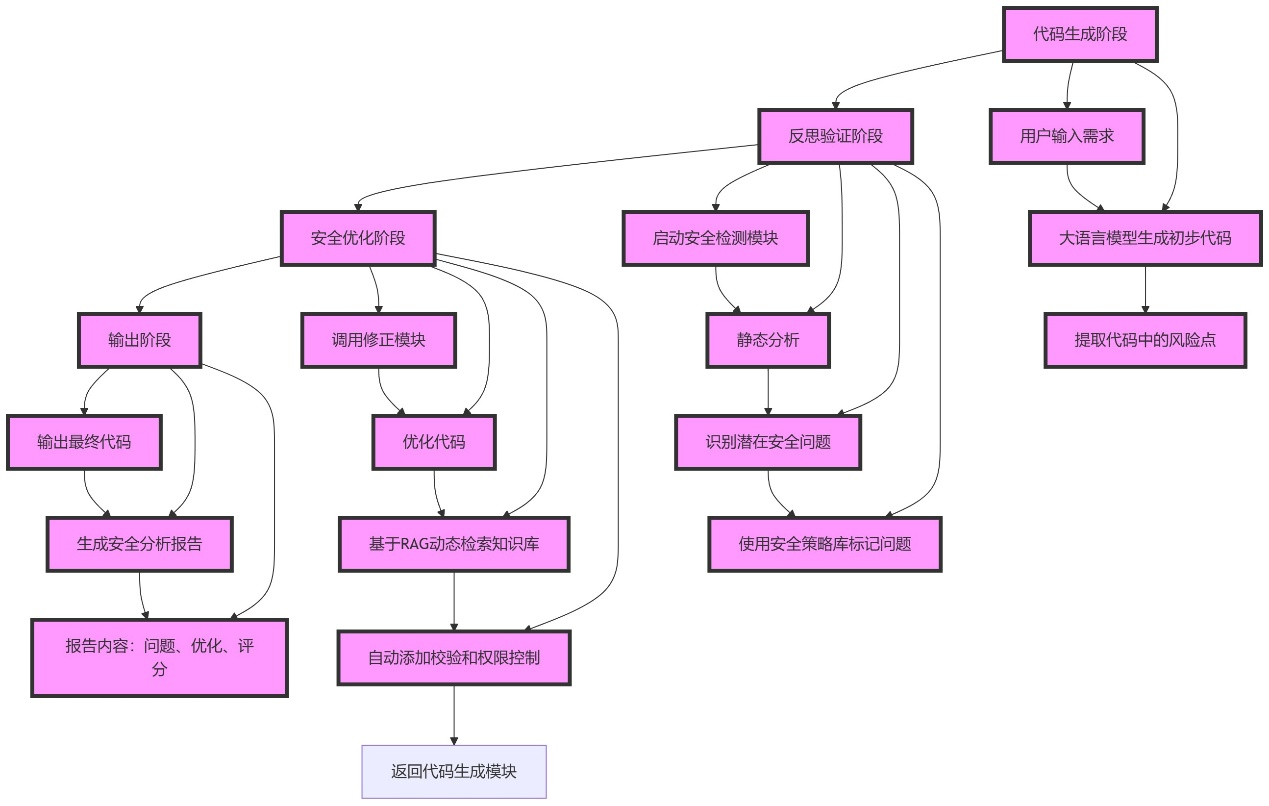 代码生成阶段
反思验证阶段
用户输入需求
安全优化阶段
启动安全检测模块
大语言模型生成初步代码
输出阶段
调用修正模块
静态分析
提取代码中的风险点
输出最终代码
优化代码
识别潜在安全问题
生成安全分析报告
基于RAG动态检索知识库
使用安全策略库标记问题
报告内容：问题、优化、评
分
自动添加校验和权限控制
返回代码生成模块